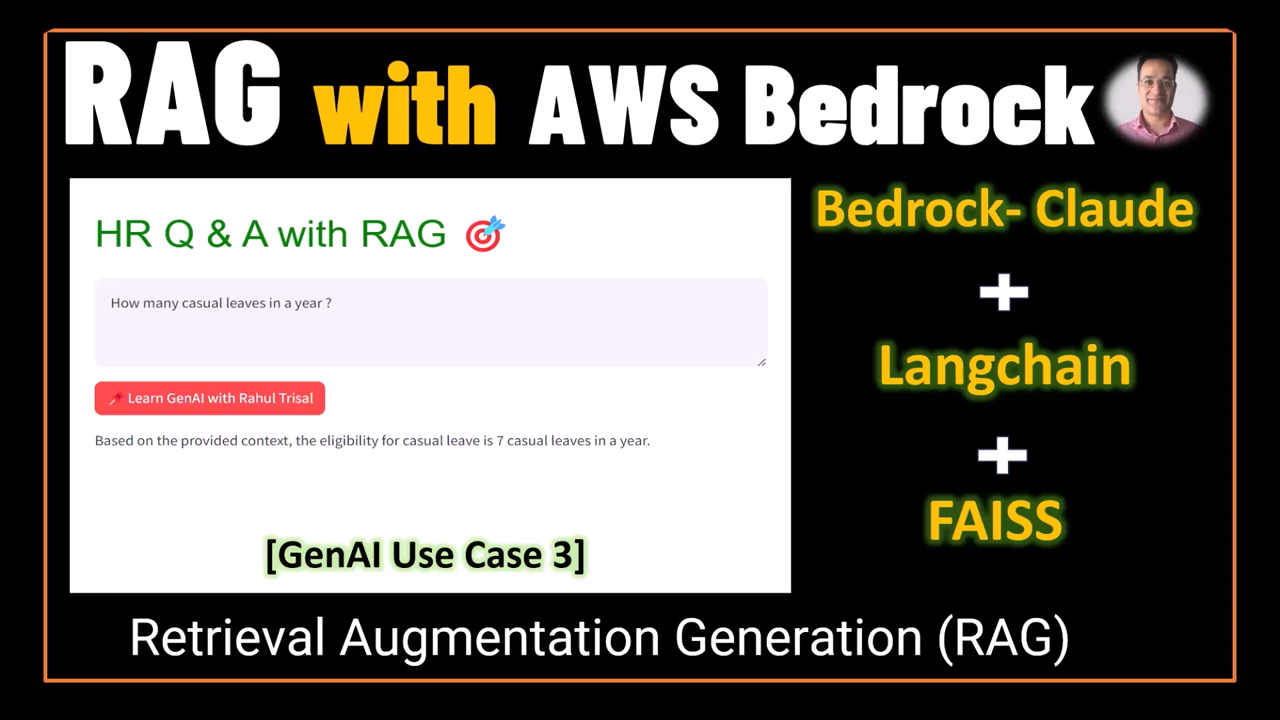 RAG with AWS Bedrock
HR Q & A with RAG
How many casual leaves in a year ?
Learn GenAI with Rahul Trisal
Based on the provided context, the eligibility for casual leave is 7 casual leaves in a year.
[GenAI Use Case 3]
Bedrock- Claude
+
Langchain
+
FAISS
Retrieval Augmentation Generation (RAG)